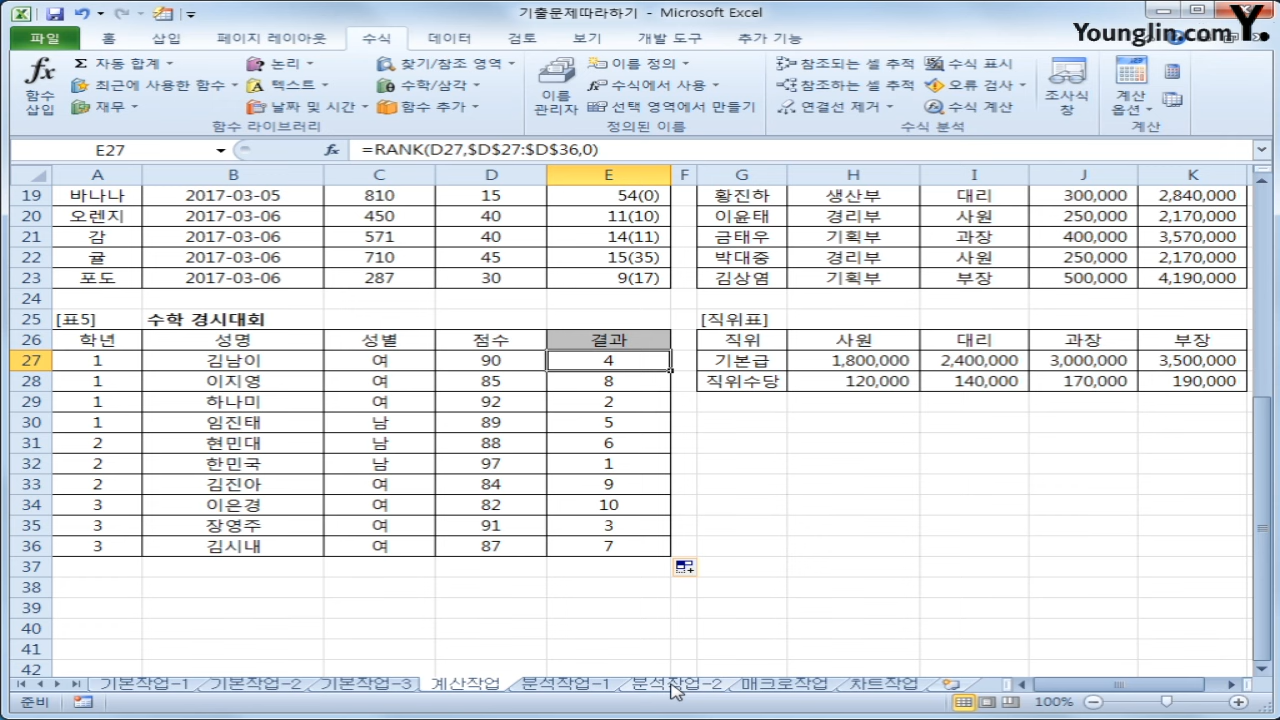 기출문제따라하기 - Microsoft Excel
Younglin.com Y.
파일 홈 삽입 페이지 레이아웃 수식 데이터 검토 보기 개발 도구 추가 기능
fx 함수 삽입
Σ 자동 합계 논리 찾기/참조 영역
최근에 사용한 함수 텍스트 수학/삼각
재무 날짜 및 시간 함수 추가
함수 라이브러리
이름 관리자
이름 정의
수식에서 사용
선택 영역에서 만들기
정의된 이름
참조되는 셀 추적 수식 표시
참조하는 셀 추적 오류 검사
연결선 제거 수식 계산
수식 분석
조사식 창
계산 옵션
계산
E27 fx =RANK(D27,$D$27:$D$36,0)
A B C D E F G H I J K
19 바나나 2017-03-05 810 15 54(0) 황진하 생산부 대리 300,000 2,840,000
20 오렌지 2017-03-06 450 40 11(10) 이윤태 경리부 사원 250,000 2,170,000
21 감 2017-03-06 571 40 14(11) 금태우 기획부 과장 400,000 3,570,000
22 귤 2017-03-06 710 45 15(35) 박대중 경리부 사원 250,000 2,170,000
23 포도 2017-03-06 287 30 9(17) 김상염 기획부 부장 500,000 4,190,000
24
25 [표5] 수학 경시대회 [직위표]
26 학년 성명 성별 점수 결과 직위 사원 대리 과장 부장
27 1 김남이 여 90 4 기본급 1,800,000 2,400,000 3,000,000 3,500,000
28 1 이지영 여 85 8 직위수당 120,000 140,000 170,000 190,000
29 1 하나미 여 92 2
30 1 임진태 남 89 5
31 2 현민대 남 88 6
32 2 한민국 남 97 1
33 2 김진아 여 84 9
34 3 이은경 여 82 10
35 3 장영주 여 91 3
36 3 김시내 여 87 7
37
38
39
40
41
42
기본작업-1 기본작업-2 기본작업-3 계산작업 분석작업-1 분석작업-2 매크로작업 차트작업
준비 100%